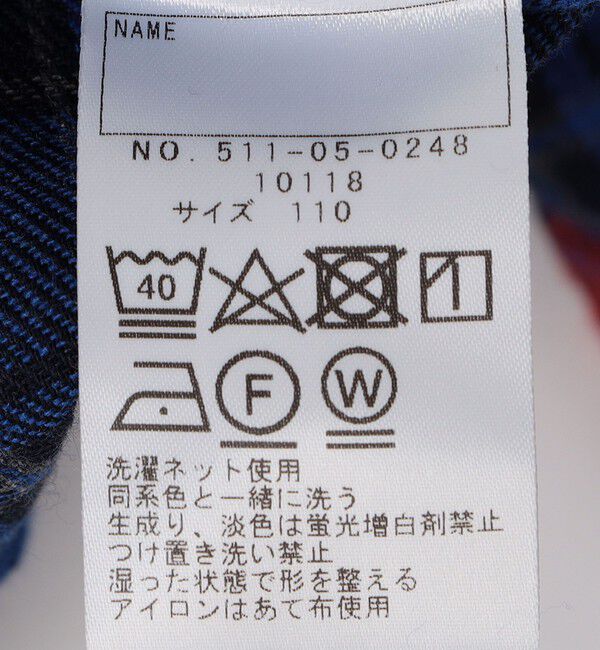 NAME
NO. 511-05-0248
10118
サイズ 110
40
F W
洗濯ネット使用
同系色と一緒に洗う
生成り、淡色は蛍光増白剤禁止
つけ置き洗い禁止
湿った状態で形を整える
アイロンはあて布使用